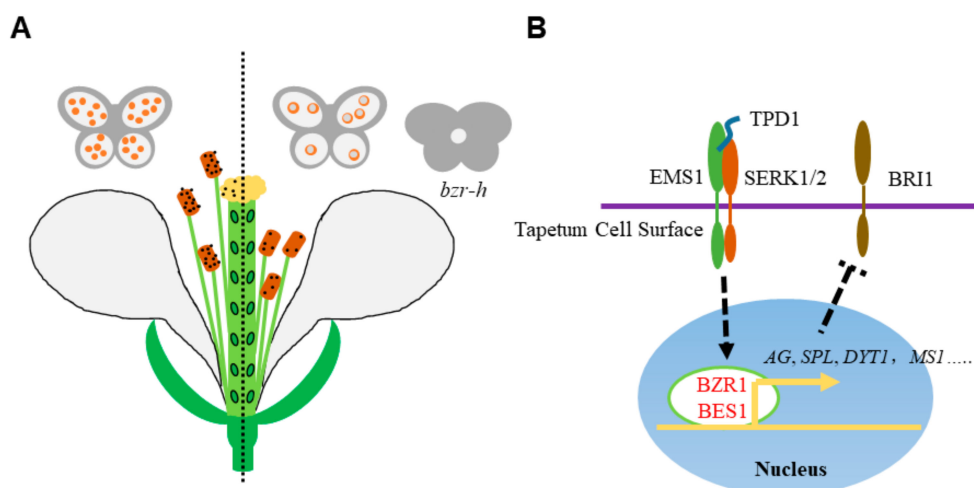 A
B
bzr-h
TPD1
EMS1
SERK1/2
BRI1
Tapetum Cell Surface
AG, SPL, DYT1，MS1.....
BZR1
BES1
Nucleus